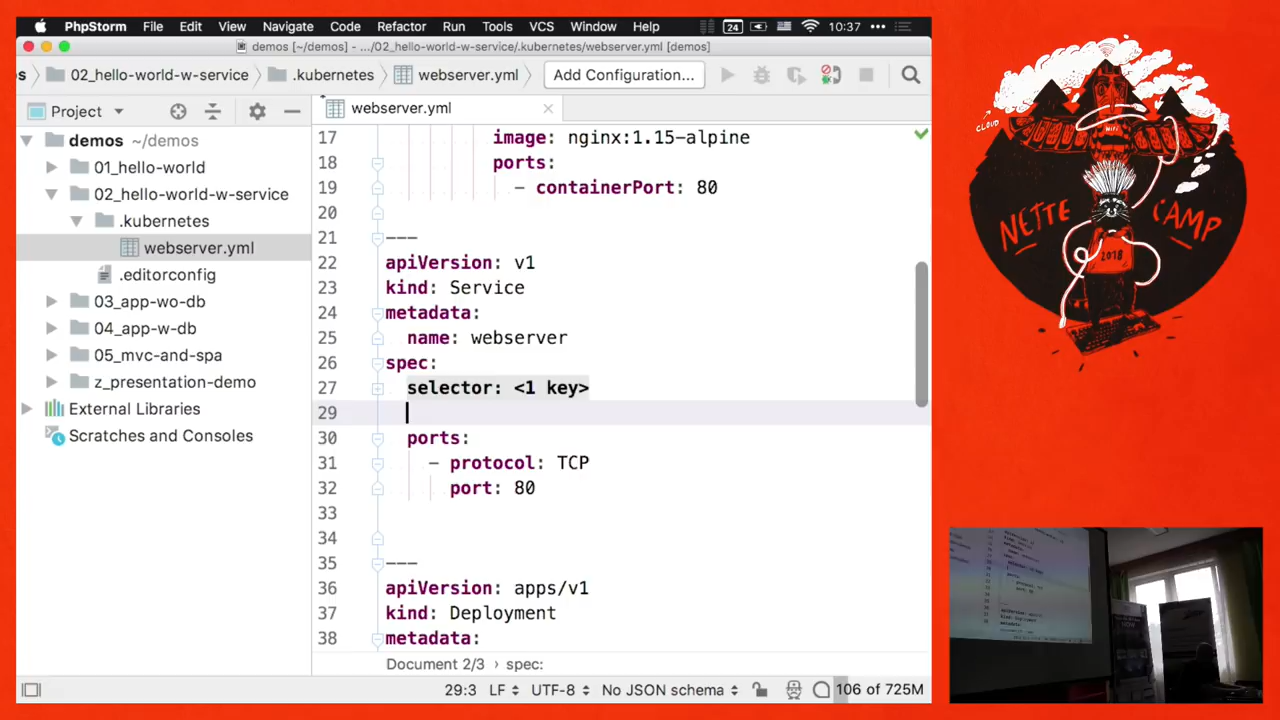 PhpStorm File Edit View Navigate Code Refactor Run Tools VCS Window Help 24 10:37
demos [~/demos] - .../02_hello-world-w-service/.kubernetes/webserver.yml [demos]
s 02_hello-world-w-service .kubernetes webserver.yml Add Configuration...
Project
webserver.yml
demos ~/demos
01_hello-world
02_hello-world-w-service
.kubernetes
webserver.yml
.editorconfig
03_app-wo-db
04_app-w-db
05_mvc-and-spa
z_presentation-demo
External Libraries
Scratches and Consoles
17 image: nginx:1.15-alpine
18 ports:
19 - containerPort: 80
20
21 ---
22 apiVersion: v1
23 kind: Service
24 metadata:
25 name: webserver
26 spec:
27 selector: <1 key>
29
30 ports:
31 - protocol: TCP
32 port: 80
33
34
35 ---
36 apiVersion: apps/v1
37 kind: Deployment
38 metadata:
Document 2/3 › spec:
29:3 LF UTF-8 No JSON schema 106 of 725M
CLOUD
WiFi
NETTE CAMP
2018